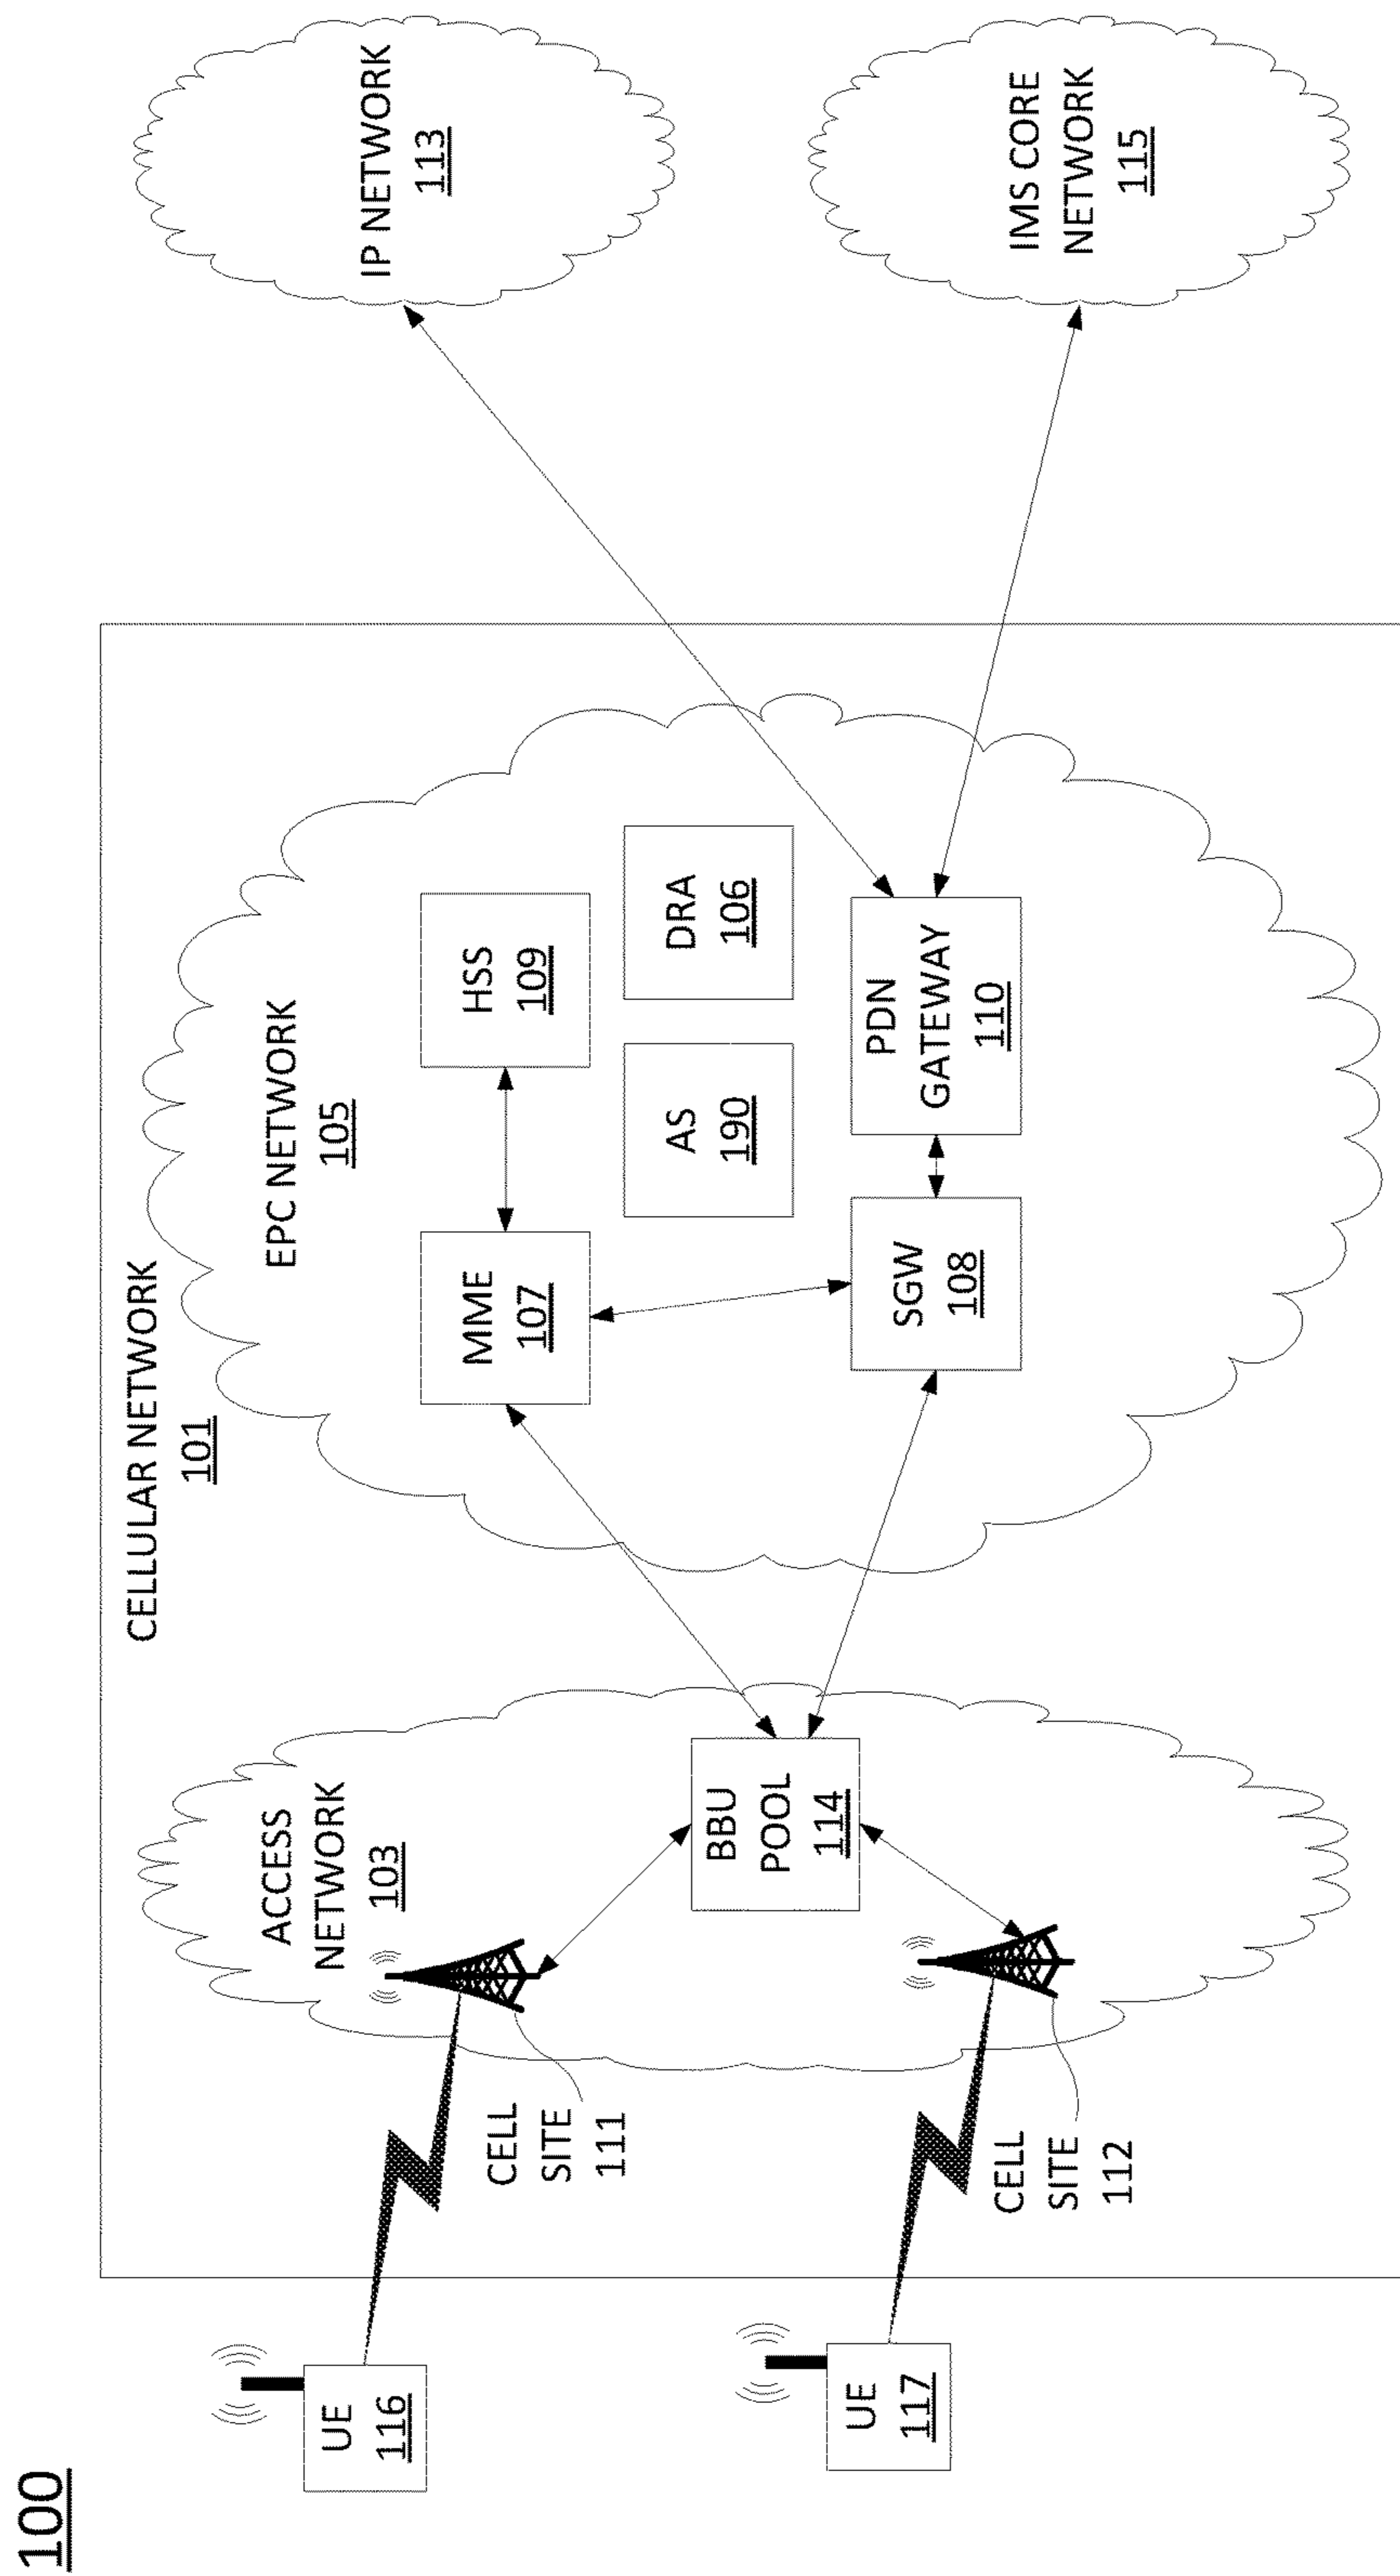 100
CELLULAR NETWORK
101
UE
116
UE
117
ACCESS
NETWORK
103
CELL
SITE
111
CELL
SITE
112
BBU
POOL
114
EPC NETWORK
105
MME
107
HSS
109
AS
190
DRA
106
SGW
108
PDN
GATEWAY
110
IP NETWORK
113
IMS CORE
NETWORK
115